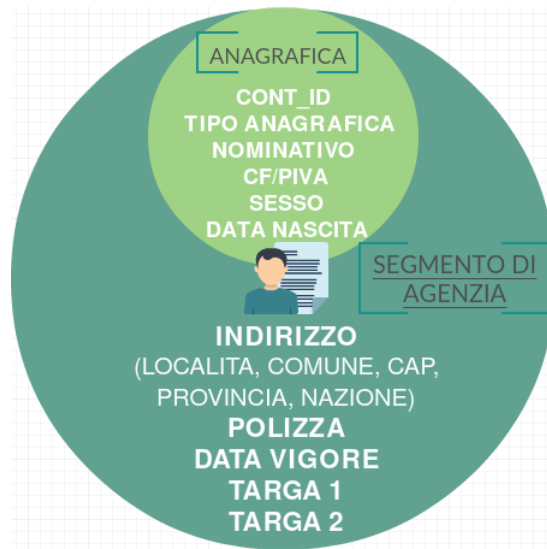 ANAGRAFICA
CONT_ID
TIPO ANAGRAFICA
NOMINATIVO
CF/PIVA
SESSO
DATA NASCITA
SEGMENTO DI
AGENZIA
INDIRIZZO
(LOCALITA, COMUNE, CAP,
PROVINCIA, NAZIONE)
POLIZZA
DATA VIGORE
TARGA 1
TARGA 2